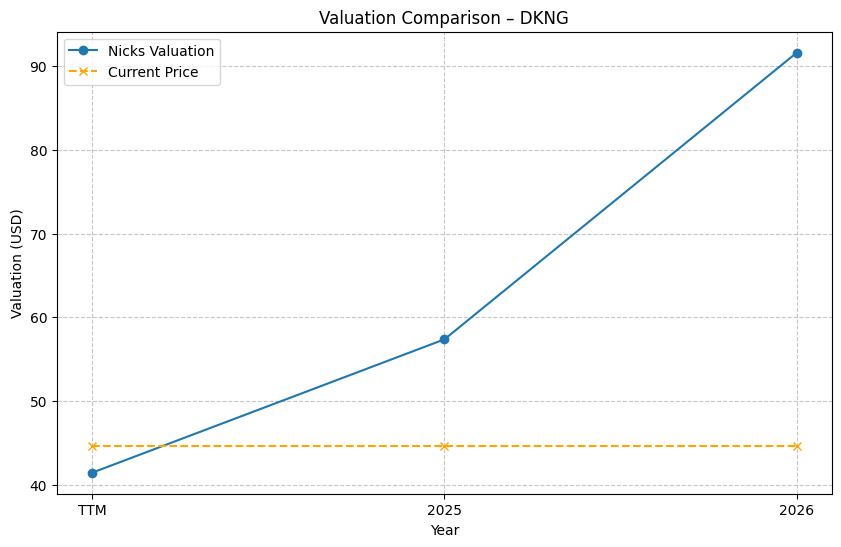 Valuation Comparison – DKNG
Nicks Valuation
Current Price
90
80
70
60
50
40
Valuation (USD)
TTM
2025
2026
Year